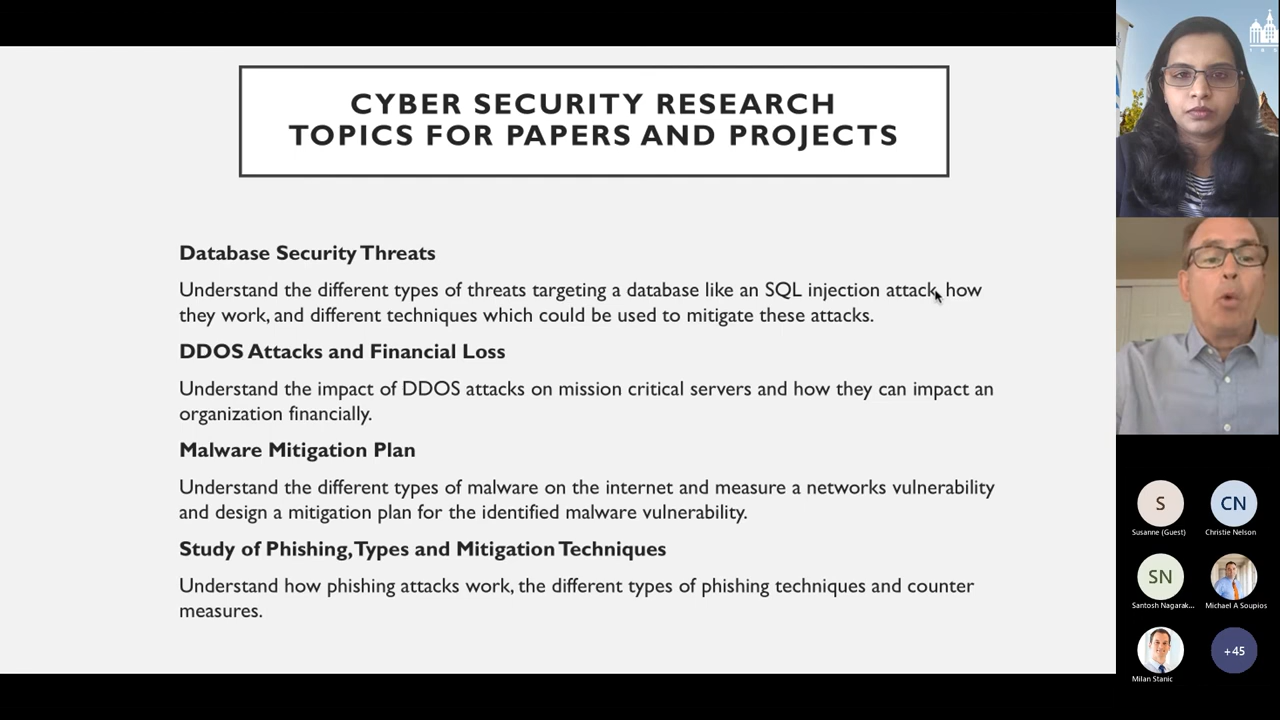 CYBER SECURITY RESEARCH
TOPICS FOR PAPERS AND PROJECTS
Database Security Threats
Understand the different types of threats targeting a database like an SQL injection attack, how
they work, and different techniques which could be used to mitigate these attacks.
DDOS Attacks and Financial Loss
Understand the impact of DDOS attacks on mission critical servers and how they can impact an
organization financially.
Malware Mitigation Plan
Understand the different types of malware on the internet and measure a networks vulnerability
and design a mitigation plan for the identified malware vulnerability.
Study of Phishing, Types and Mitigation Techniques
Understand how phishing attacks work, the different types of phishing techniques and counter
measures.
S
CN
Susanne (Guest)
Christie Nelson
SN
Santosh Nagarak...
Michael A Soupios
+45
Milan Stanic